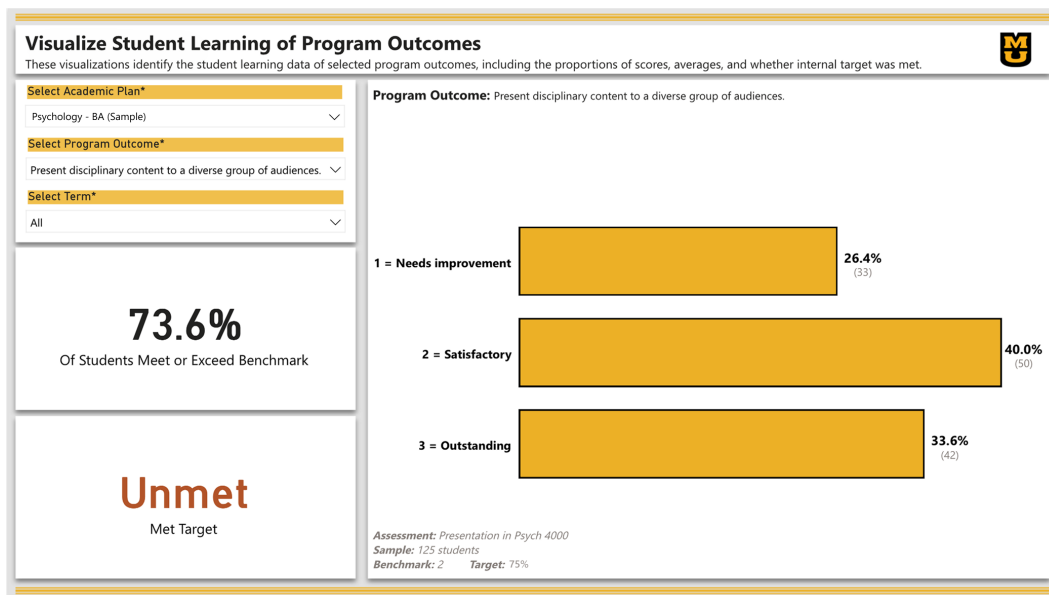 Visualize Student Learning of Program Outcomes
These visualizations identify the student learning data of selected program outcomes, including the proportions of scores, averages, and whether internal target was met.
MU
Select Academic Plan*
Psychology - BA (Sample)
Select Program Outcome*
Present disciplinary content to a diverse group of audiences.
Select Term*
All
73.6%
Of Students Meet or Exceed Benchmark
Unmet
Met Target
Program Outcome: Present disciplinary content to a diverse group of audiences.
1 = Needs improvement
26.4%
(33)
2 = Satisfactory
40.0%
(50)
3 = Outstanding
33.6%
(42)
Assessment: Presentation in Psych 4000
Sample: 125 students
Benchmark: 2 Target: 75%